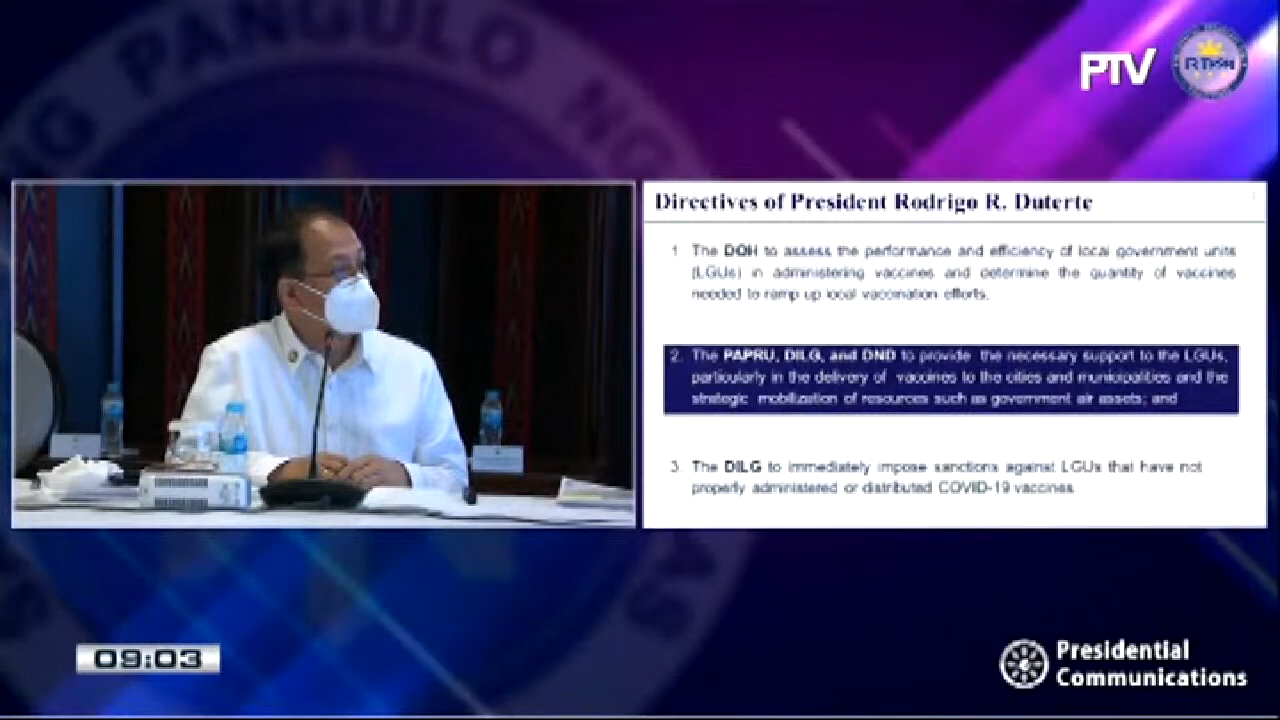 NG PANGULO NG
PTV
RTVM
Directives of President Rodrigo R. Duterte
1. The DOH to assess the performance and efficiency of local government units
(LGUs) in administering vaccines and determine the quantity of vaccines
needed to ramp up local vaccination efforts.
2. The PAPRU, DILG, and DND to provide the necessary support to the LGUs,
particularly in the delivery of vaccines to the cities and municipalities and the
strategic mobilization of resources such as government air assets; and
3. The DILG to immediately impose sanctions against LGUs that have not
properly administered or distributed COVID-19 vaccines
09:03
Presidential
Communications